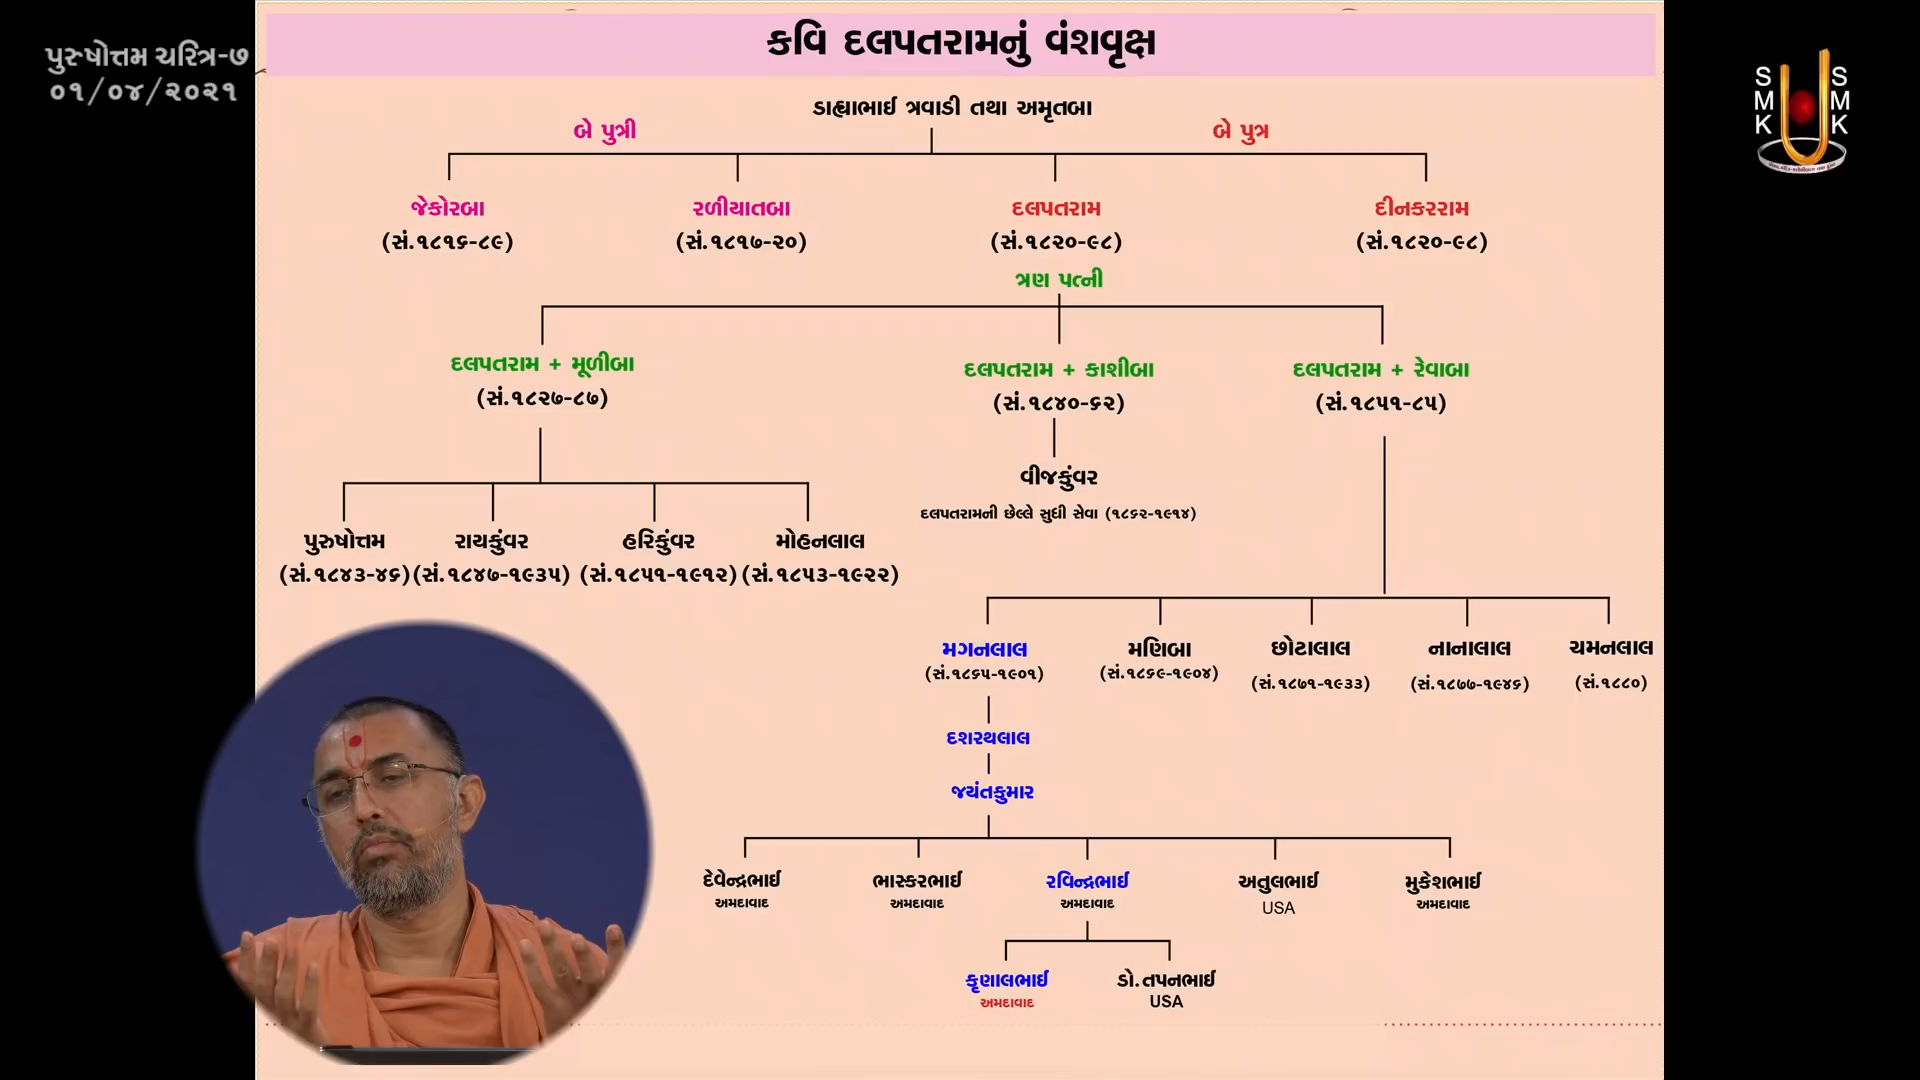 પુરુષોત્તમ ચરિત્ર-૭
૦૧/૦૪/૨૦૨૧
કવિ દલપતરામનું વંશવૃક્ષ
SMK SMK
ડાહ્યાભાઈ ત્રવાડી તથા અમૃતબા
બે પુત્રી બે પુત્ર
જેકોરબા રળીયાતબા દલપતરામ દીનકરરામ
(સં.૧૮૧૬-૮૯) (સં.૧૮૧૭-૨૦) (સં.૧૮૨૦-૯૮) (સં.૧૮૨૦-૯૮)
ત્રણ પત્ની
દલપતરામ + મૂળીબા દલપતરામ + કાશીબા દલપતરામ + રેવાબા
(સં.૧૮૨૭-૮૭) (સં.૧૮૪૦-૬૨) (સં.૧૮૫૧-૮૫)
વીજકુંવર
દલપતરામની છેલ્લે સુધી સેવા (૧૮૬૨-૧૯૧૪)
પુરુષોત્તમ રાયકુંવર હરિકુંવર મોહનલાલ
(સં.૧૮૪૩-૪૬) (સં.૧૮૪૭-૧૯૩૫) (સં.૧૮૫૧-૧૯૧૨) (સં.૧૮૫૩-૧૯૨૨)
મગનલાલ મણિબા છોટાલાલ નાનાલાલ ચમનલાલ
(સં.૧૮૬૫-૧૯૦૧) (સં.૧૮૬૯-૧૯૦૪) (સં.૧૮૭૧-૧૯૩૩) (સં.૧૮૭૭-૧૯૪૬) (સં.૧૮૮૦)
દશરથલાલ
જયંતકુમાર
દેવેન્દ્રભાઈ ભાસ્કરભાઈ રવિન્દ્રભાઈ અતુલભાઈ મુકેશભાઈ
અમદાવાદ અમદાવાદ અમદાવાદ USA અમદાવાદ
કૃણાલભાઈ ડો.તપનભાઈ
અમદાવાદ USA